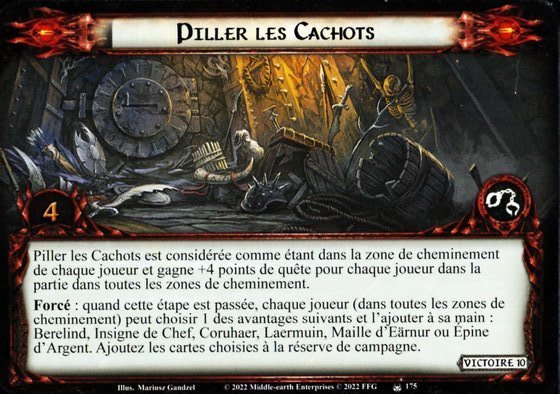 Piller les Cachots
4
Piller les Cachots est considérée comme étant dans la zone de cheminement
de chaque joueur et gagne +4 points de quête pour chaque joueur dans la
partie dans toutes les zones de cheminement.
Forcé : quand cette étape est passée, chaque joueur (dans toutes les zones de
cheminement) peut choisir 1 des avantages suivants et l'ajouter à sa main :
Berelind, Insigne de Chef, Coruhaer, Laermuin, Maille d'Eärnur ou Épine
d'Argent. Ajoutez les cartes choisies à la réserve de campagne.
Victoire 10
Illus. Mariusz Gandzel © 2022 Middle-earth Enterprises © 2022 FFG 175